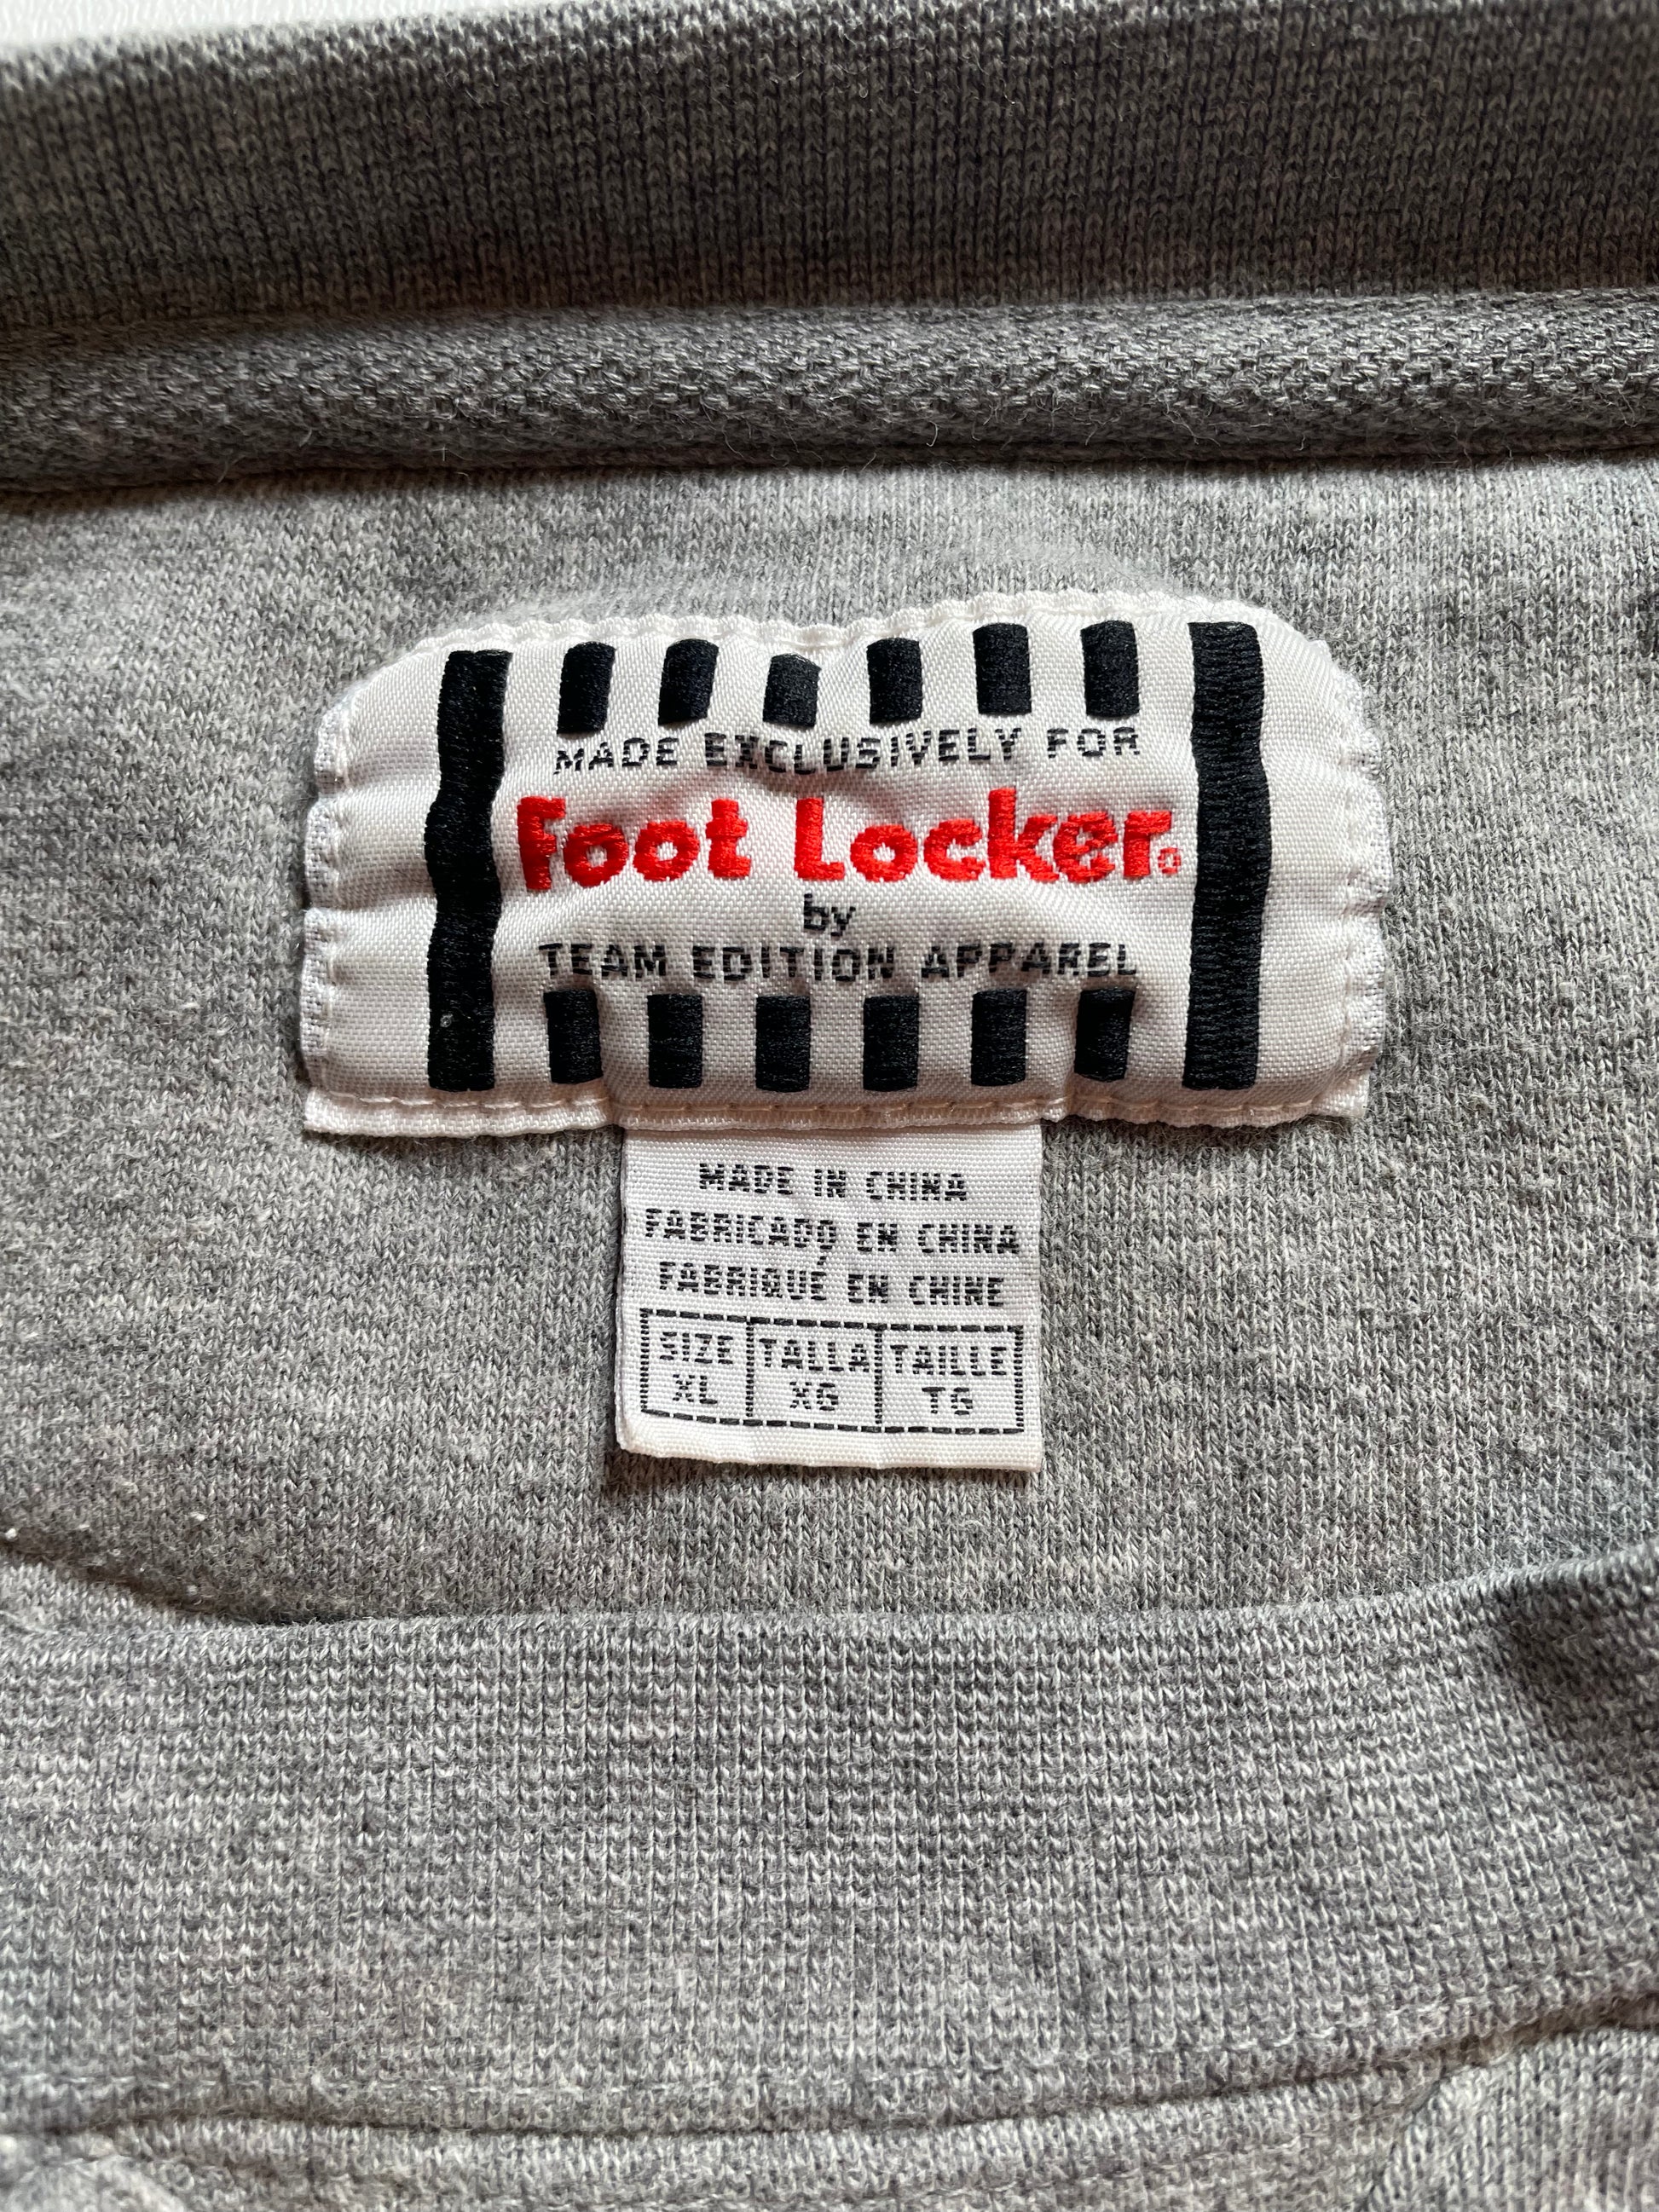 MADE EXCLUSIVELY FOR
Foot Locker®
by
TEAM EDITION APPAREL
MADE IN CHINA
FABRICADO EN CHINA
FABRIQUÉ EN CHINE
SIZE TALLA TAILLE
XL XG TG